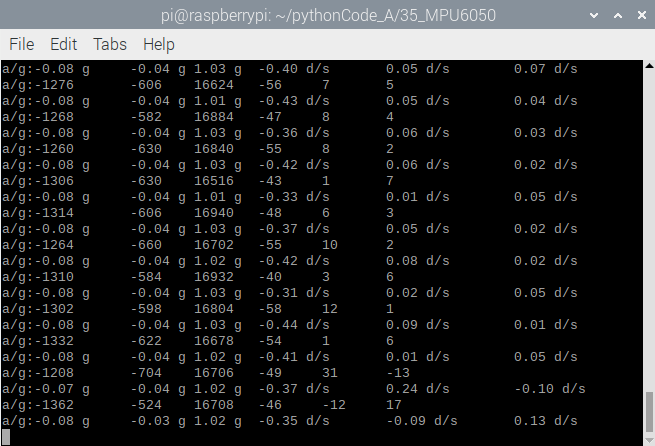 pi@raspberrypi: ~/pythonCode_A/35_MPU6050
File Edit Tabs Help
a/g:-0.08 g -0.04 g 1.03 g -0.40 d/s 0.05 d/s 0.07 d/s
a/g:-1276 -606 16624 -56 7 5
a/g:-0.08 g -0.04 g 1.01 g -0.43 d/s 0.05 d/s 0.04 d/s
a/g:-1268 -582 16884 -47 8 4
a/g:-0.08 g -0.04 g 1.03 g -0.36 d/s 0.06 d/s 0.03 d/s
a/g:-1260 -630 16840 -55 8 2
a/g:-0.08 g -0.04 g 1.03 g -0.42 d/s 0.06 d/s 0.02 d/s
a/g:-1306 -630 16516 -43 1 7
a/g:-0.08 g -0.04 g 1.01 g -0.33 d/s 0.01 d/s 0.05 d/s
a/g:-1314 -606 16940 -48 6 3
a/g:-0.08 g -0.04 g 1.03 g -0.37 d/s 0.05 d/s 0.02 d/s
a/g:-1264 -660 16702 -55 10 2
a/g:-0.08 g -0.04 g 1.02 g -0.42 d/s 0.08 d/s 0.02 d/s
a/g:-1310 -584 16932 -40 3 6
a/g:-0.08 g -0.04 g 1.03 g -0.31 d/s 0.02 d/s 0.05 d/s
a/g:-1302 -598 16804 -58 12 1
a/g:-0.08 g -0.04 g 1.03 g -0.44 d/s 0.09 d/s 0.01 d/s
a/g:-1332 -622 16678 -54 1 6
a/g:-0.08 g -0.04 g 1.02 g -0.41 d/s 0.01 d/s 0.05 d/s
a/g:-1208 -704 16706 -49 31 -13
a/g:-0.07 g -0.04 g 1.02 g -0.37 d/s 0.24 d/s -0.10 d/s
a/g:-1362 -524 16708 -46 -12 17
a/g:-0.08 g -0.03 g 1.02 g -0.35 d/s -0.09 d/s 0.13 d/s